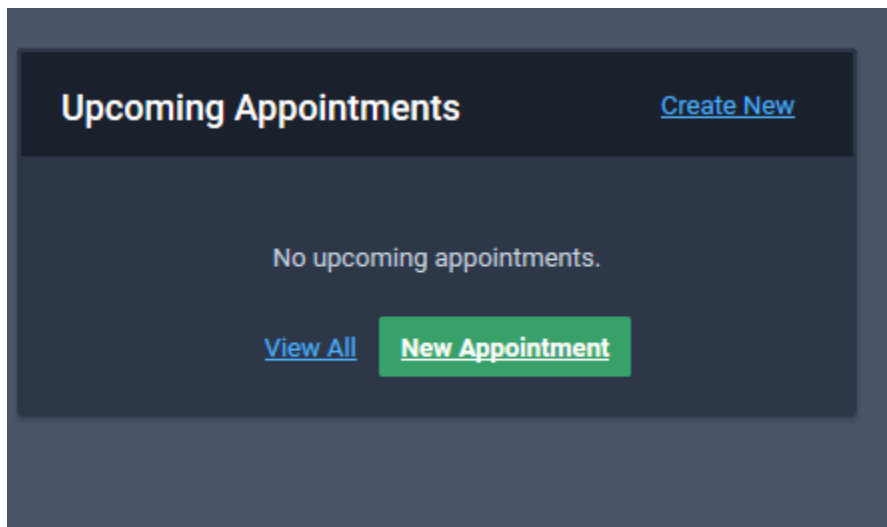 Upcoming Appointments Create New
No upcoming appointments.
View All New Appointment